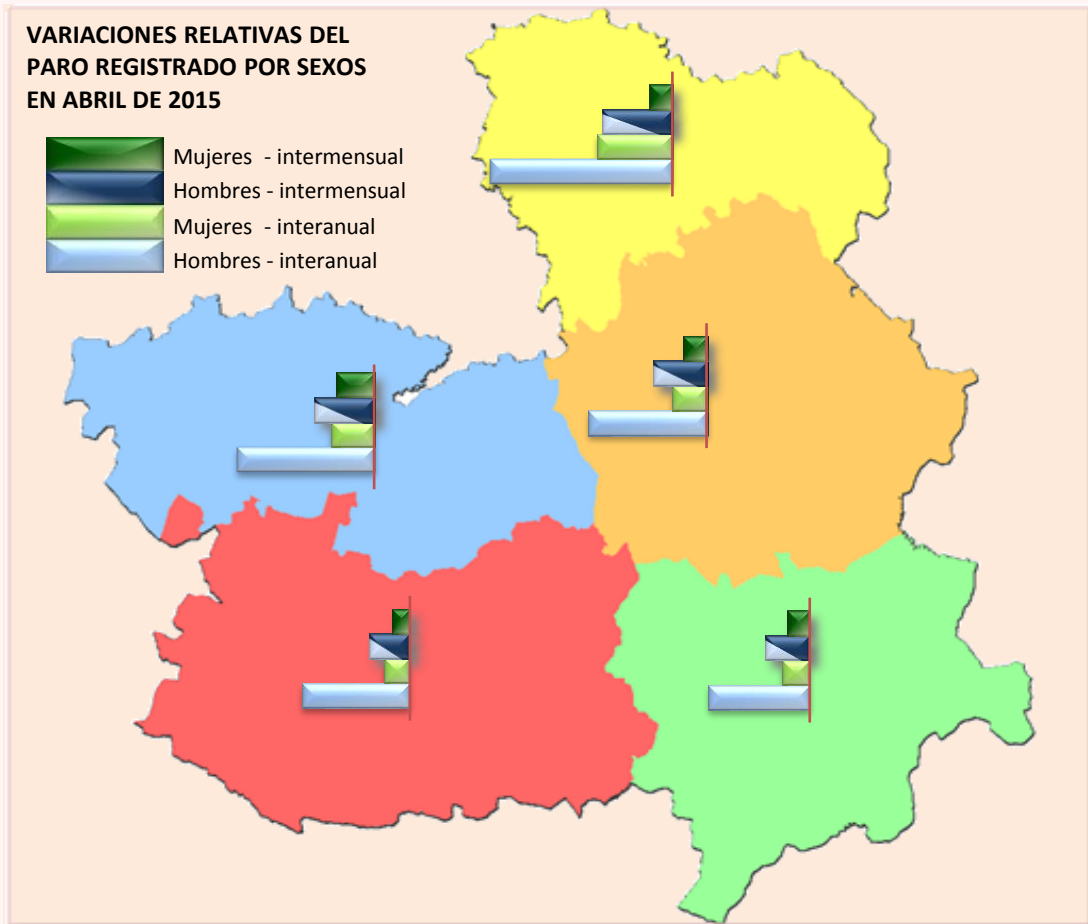 VARIACIONES RELATIVAS DEL
PARO REGISTRADO POR SEXOS
EN ABRIL DE 2015
Mujeres - intermensual
Hombres - intermensual
Mujeres - interanual
Hombres - interanual